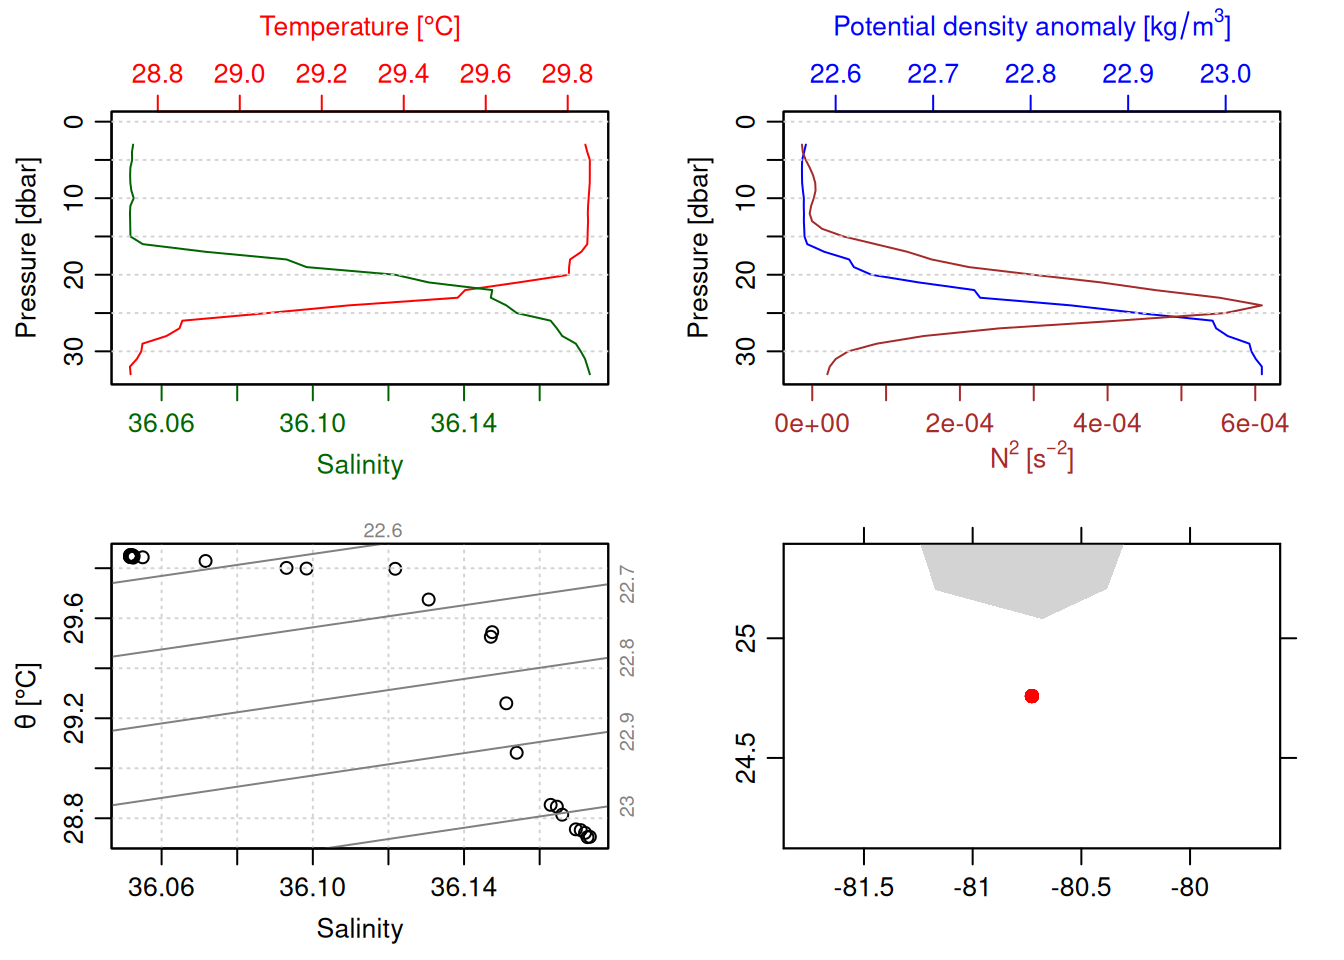 Temperature [°C]
28.8 29.0 29.2 29.4 29.6 29.8
Pressure [dbar]
0
10
20
30
36.06 36.10 36.14
Salinity
Potential density anomaly [kg/m³]
22.6 22.7 22.8 22.9 23.0
Pressure [dbar]
0
10
20
30
0e+00 2e-04 4e-04 6e-04
N² [s⁻²]
22.6
22.7
22.8
22.9
23
θ [°C]
29.6
29.2
28.8
36.06 36.10 36.14
Salinity
25
24.5
-81.5 -81 -80.5 -80